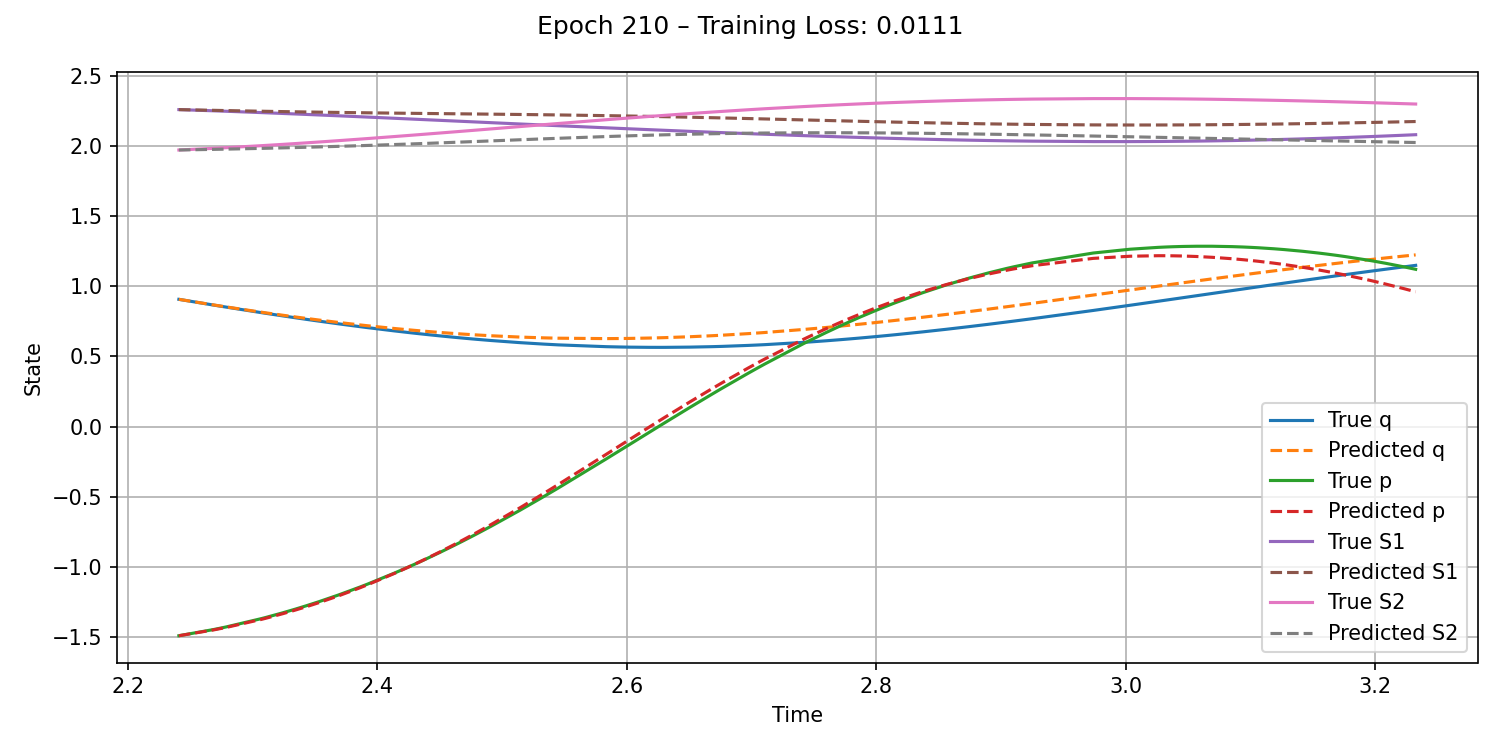 Epoch 210 – Training Loss: 0.0111
2.5
2.0
1.5
1.0
0.5
0.0
−0.5
−1.0
−1.5
State
True q
Predicted q
True p
Predicted p
True S1
Predicted S1
True S2
Predicted S2
2.2 2.4 2.6 2.8 3.0 3.2
Time